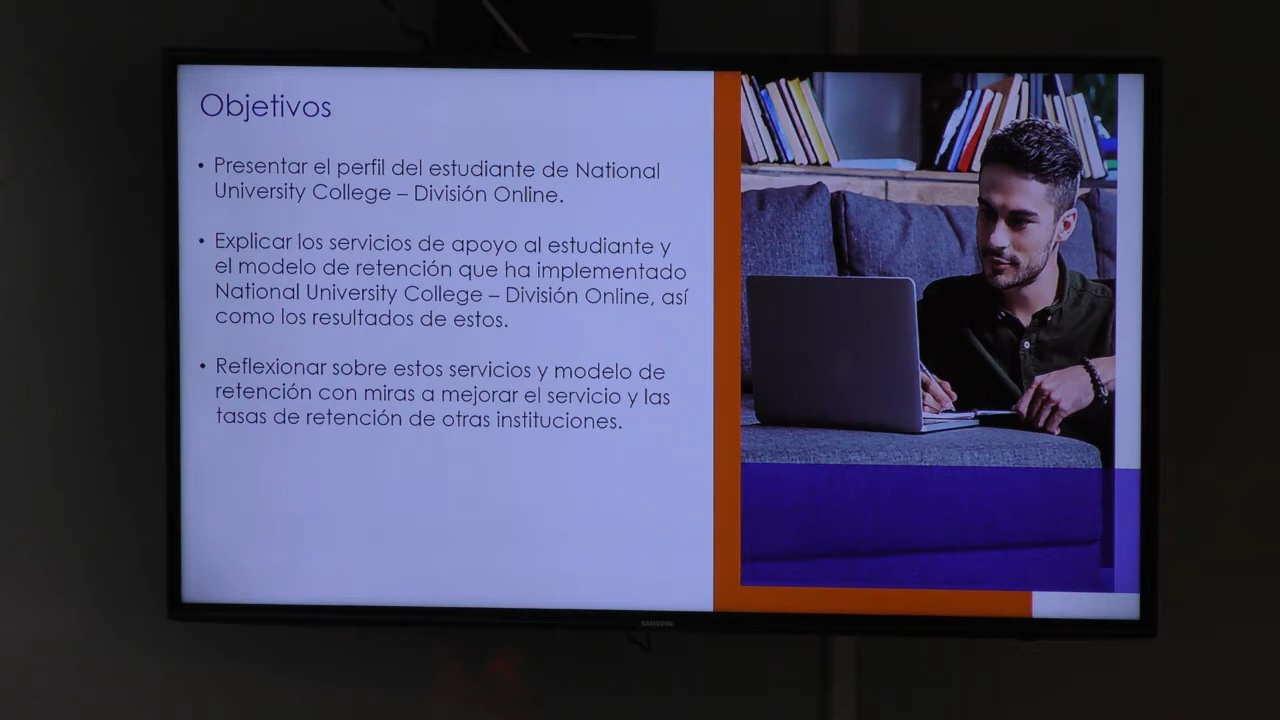 Objetivos
• Presentar el perfil del estudiante de National
University College – División Online.
• Explicar los servicios de apoyo al estudiante y
el modelo de retención que ha implementado
National University College – División Online, así
como los resultados de estos.
• Reflexionar sobre estos servicios y modelo de
retención con miras a mejorar el servicio y las
tasas de retención de otras instituciones.
SAMSUNG